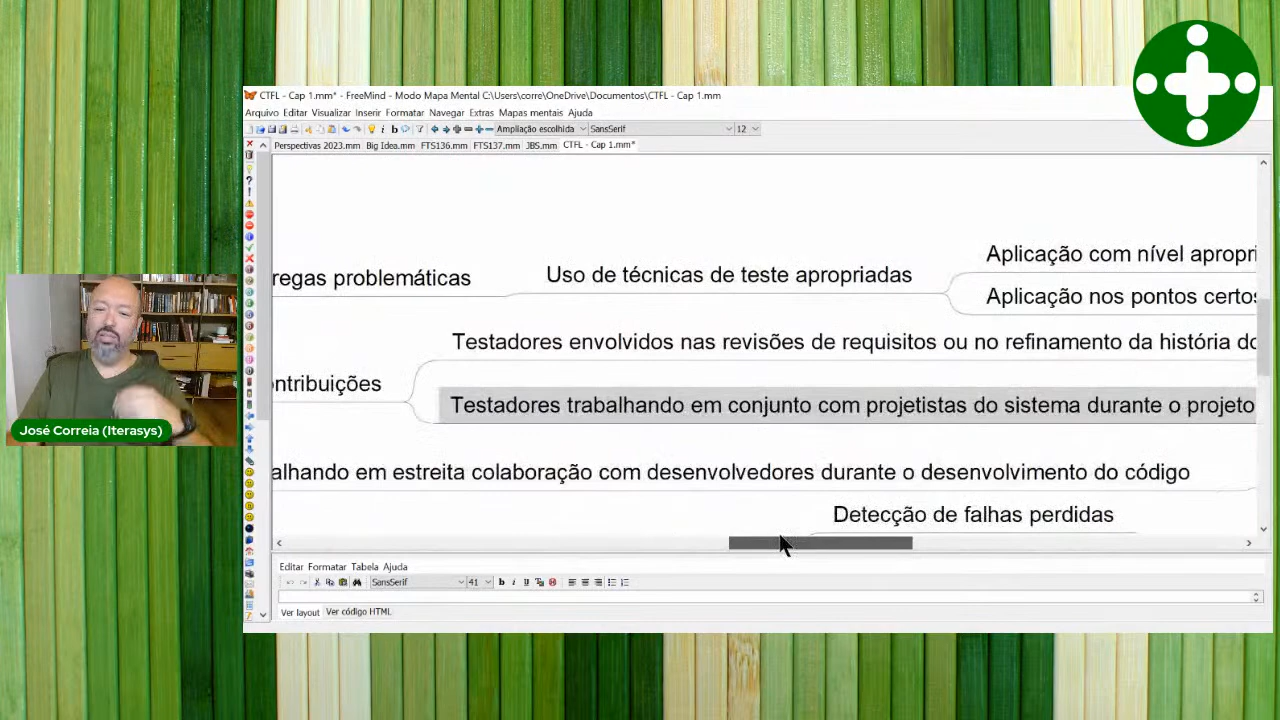 CTFL - Cap 1.mm* - FreeMind - Modo Mapa Mental C:\Users\corre\OneDrive\Documentos\CTFL - Cap 1.mm
Arquivo Editar Visualizar Inserir Formatar Navegar Extras Mapas mentais Ajuda
Ampliação escolhida SansSerif 12
Perspectivas 2023.mm Big Idea.mm FTS136.mm FTS137.mm JBS.mm CTFL - Cap 1.mm*
Aplicação com nível apropri
regas problemáticas Uso de técnicas de teste apropriadas
Aplicação nos pontos certos
Testadores envolvidos nas revisões de requisitos ou no refinamento da história do
ontribuições
Testadores trabalhando em conjunto com projetistas do sistema durante o projeto
José Correia (Iterasys)
alhando em estreita colaboração com desenvolvedores durante o desenvolvimento do código
Detecção de falhas perdidas
Editar Formatar Tabela Ajuda
SansSerif 41
Ver layout Ver código HTML